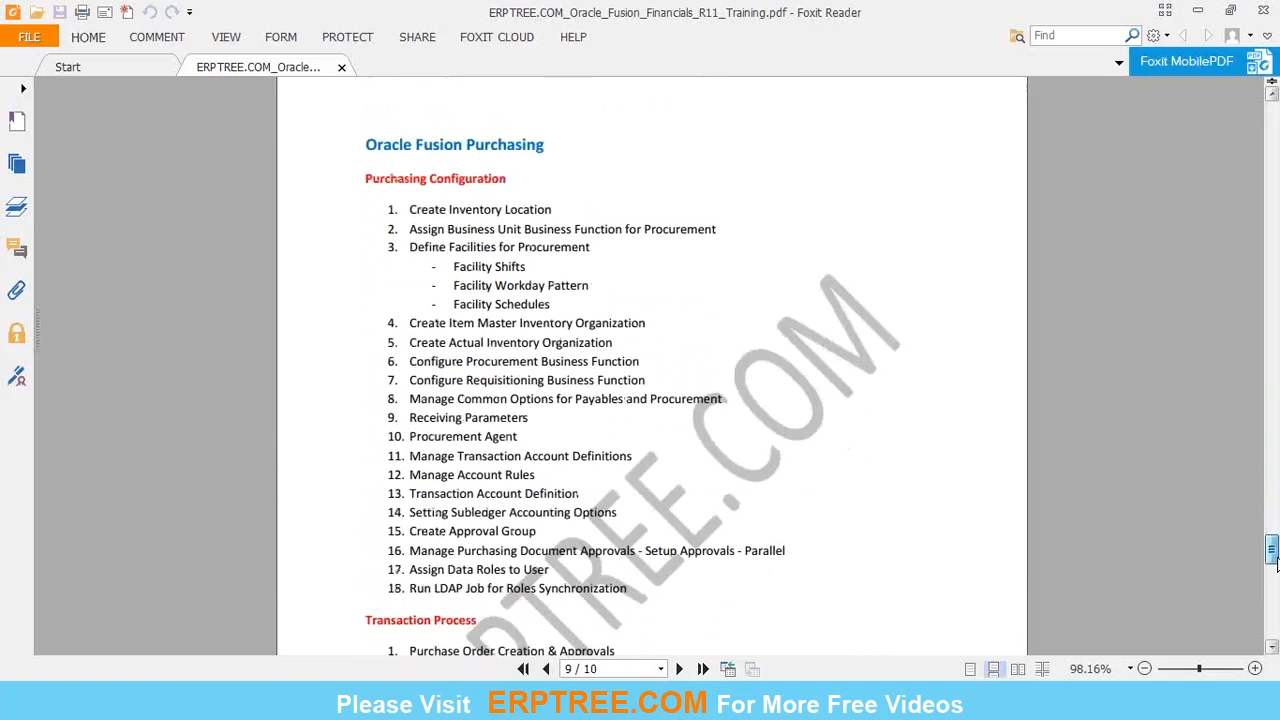 ERPTREE.COM_Oracle_Fusion_Financials_R11_Training.pdf - Foxit Reader
FILE HOME COMMENT VIEW FORM PROTECT SHARE FOXIT CLOUD HELP
Find
Start
ERPTREE.COM_Oracle...
Foxit MobilePDF
Oracle Fusion Purchasing
Purchasing Configuration
1. Create Inventory Location
2. Assign Business Unit Business Function for Procurement
3. Define Facilities for Procurement
- Facility Shifts
- Facility Workday Pattern
- Facility Schedules
4. Create Item Master Inventory Organization
5. Create Actual Inventory Organization
6. Configure Procurement Business Function
7. Configure Requisitioning Business Function
8. Manage Common Options for Payables and Procurement
9. Receiving Parameters
10. Procurement Agent
11. Manage Transaction Account Definitions
12. Manage Account Rules
13. Transaction Account Definition
14. Setting Subledger Accounting Options
15. Create Approval Group
16. Manage Purchasing Document Approvals - Setup Approvals - Parallel
17. Assign Data Roles to User
18. Run LDAP Job for Roles Synchronization
Transaction Process
1. Purchase Order Creation & Approvals
PTREE.COM
9 / 10
98.16%
Please Visit ERPTREE.COM For More Free Videos